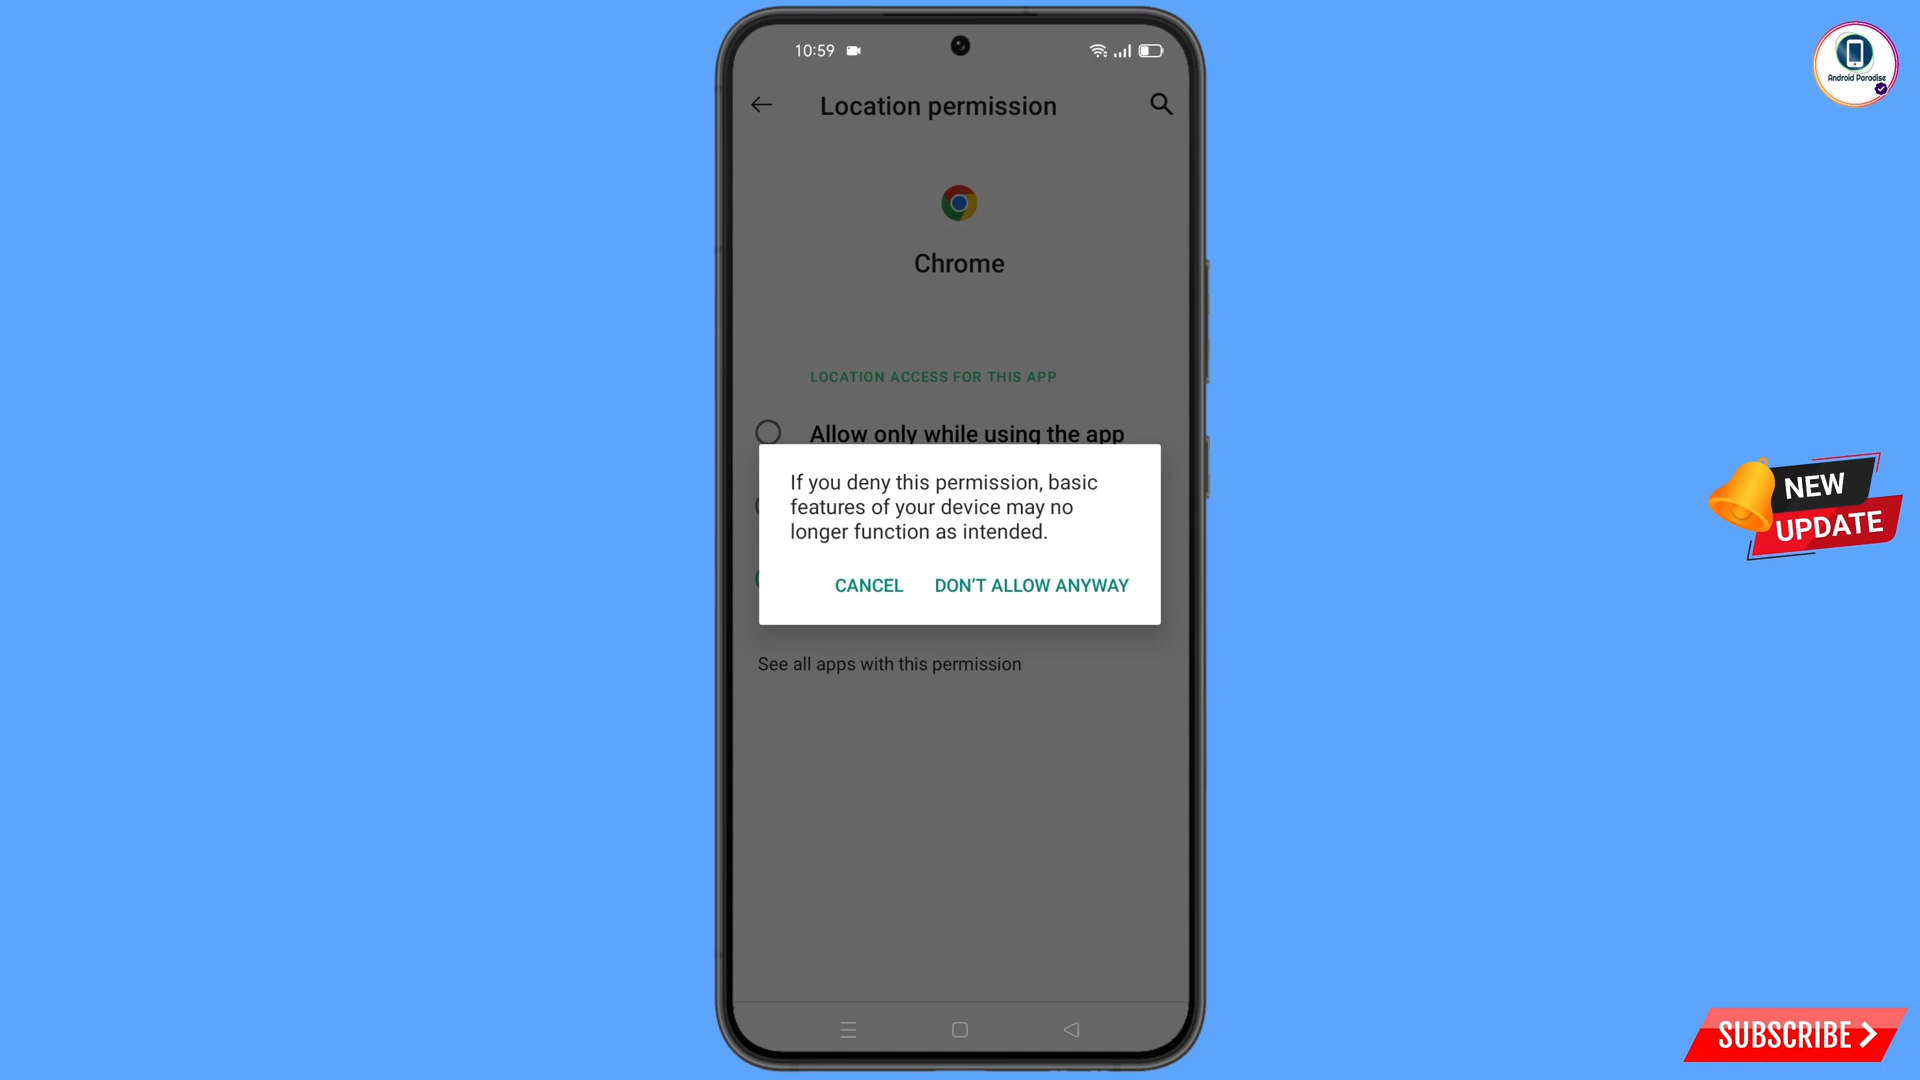 10:59
Location permission
Chrome
LOCATION ACCESS FOR THIS APP
Allow only while using the app
If you deny this permission, basic
features of your device may no
longer function as intended.
CANCEL DON'T ALLOW ANYWAY
See all apps with this permission
Android Paradise
NEW
UPDATE
SUBSCRIBE